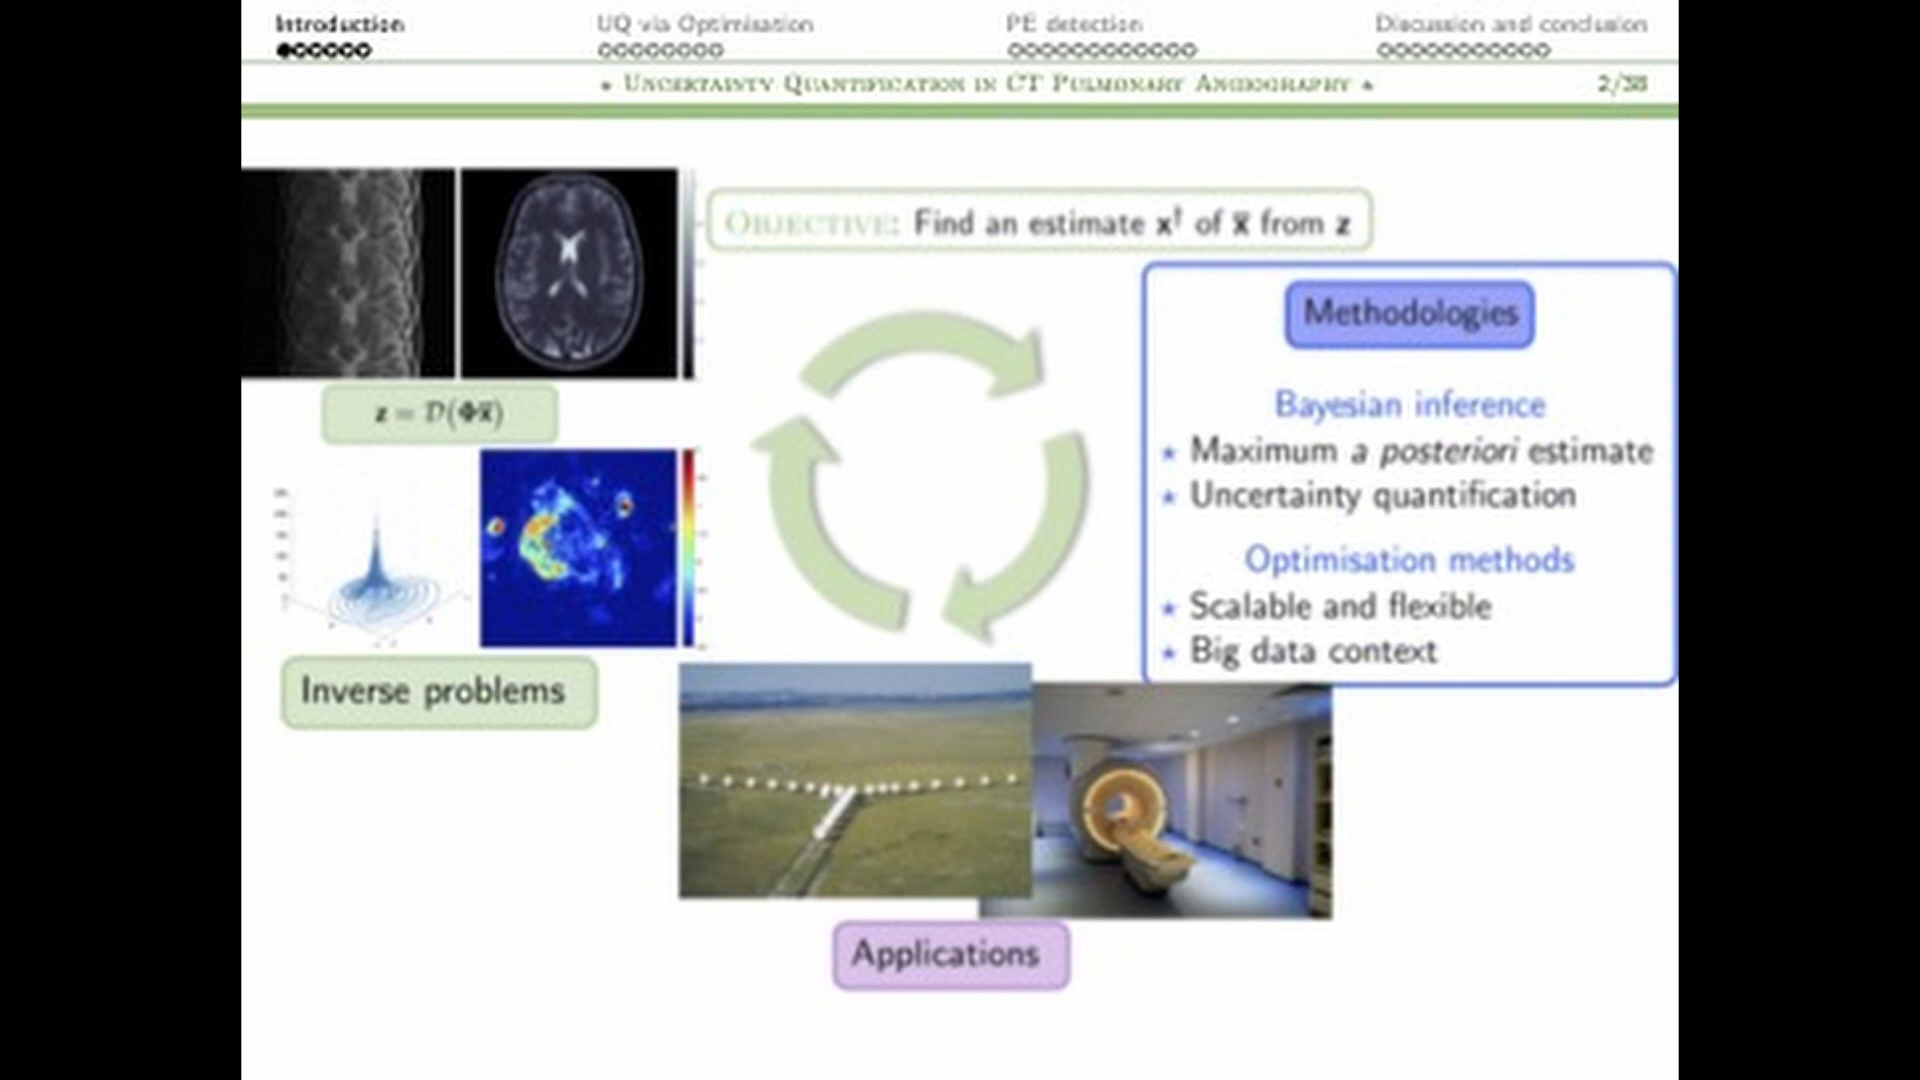 Introduction
UQ via Optimisation
PE detection
Discussion and conclusion
⋆ Uncertainty Quantification in CT Pulmonary Angiography ⋆
2/38
Objective: Find an estimate x† of x̅ from z
z = D(Φx̅)
Inverse problems
Methodologies
Bayesian inference
⋆ Maximum a posteriori estimate
⋆ Uncertainty quantification
Optimisation methods
⋆ Scalable and flexible
⋆ Big data context
Applications